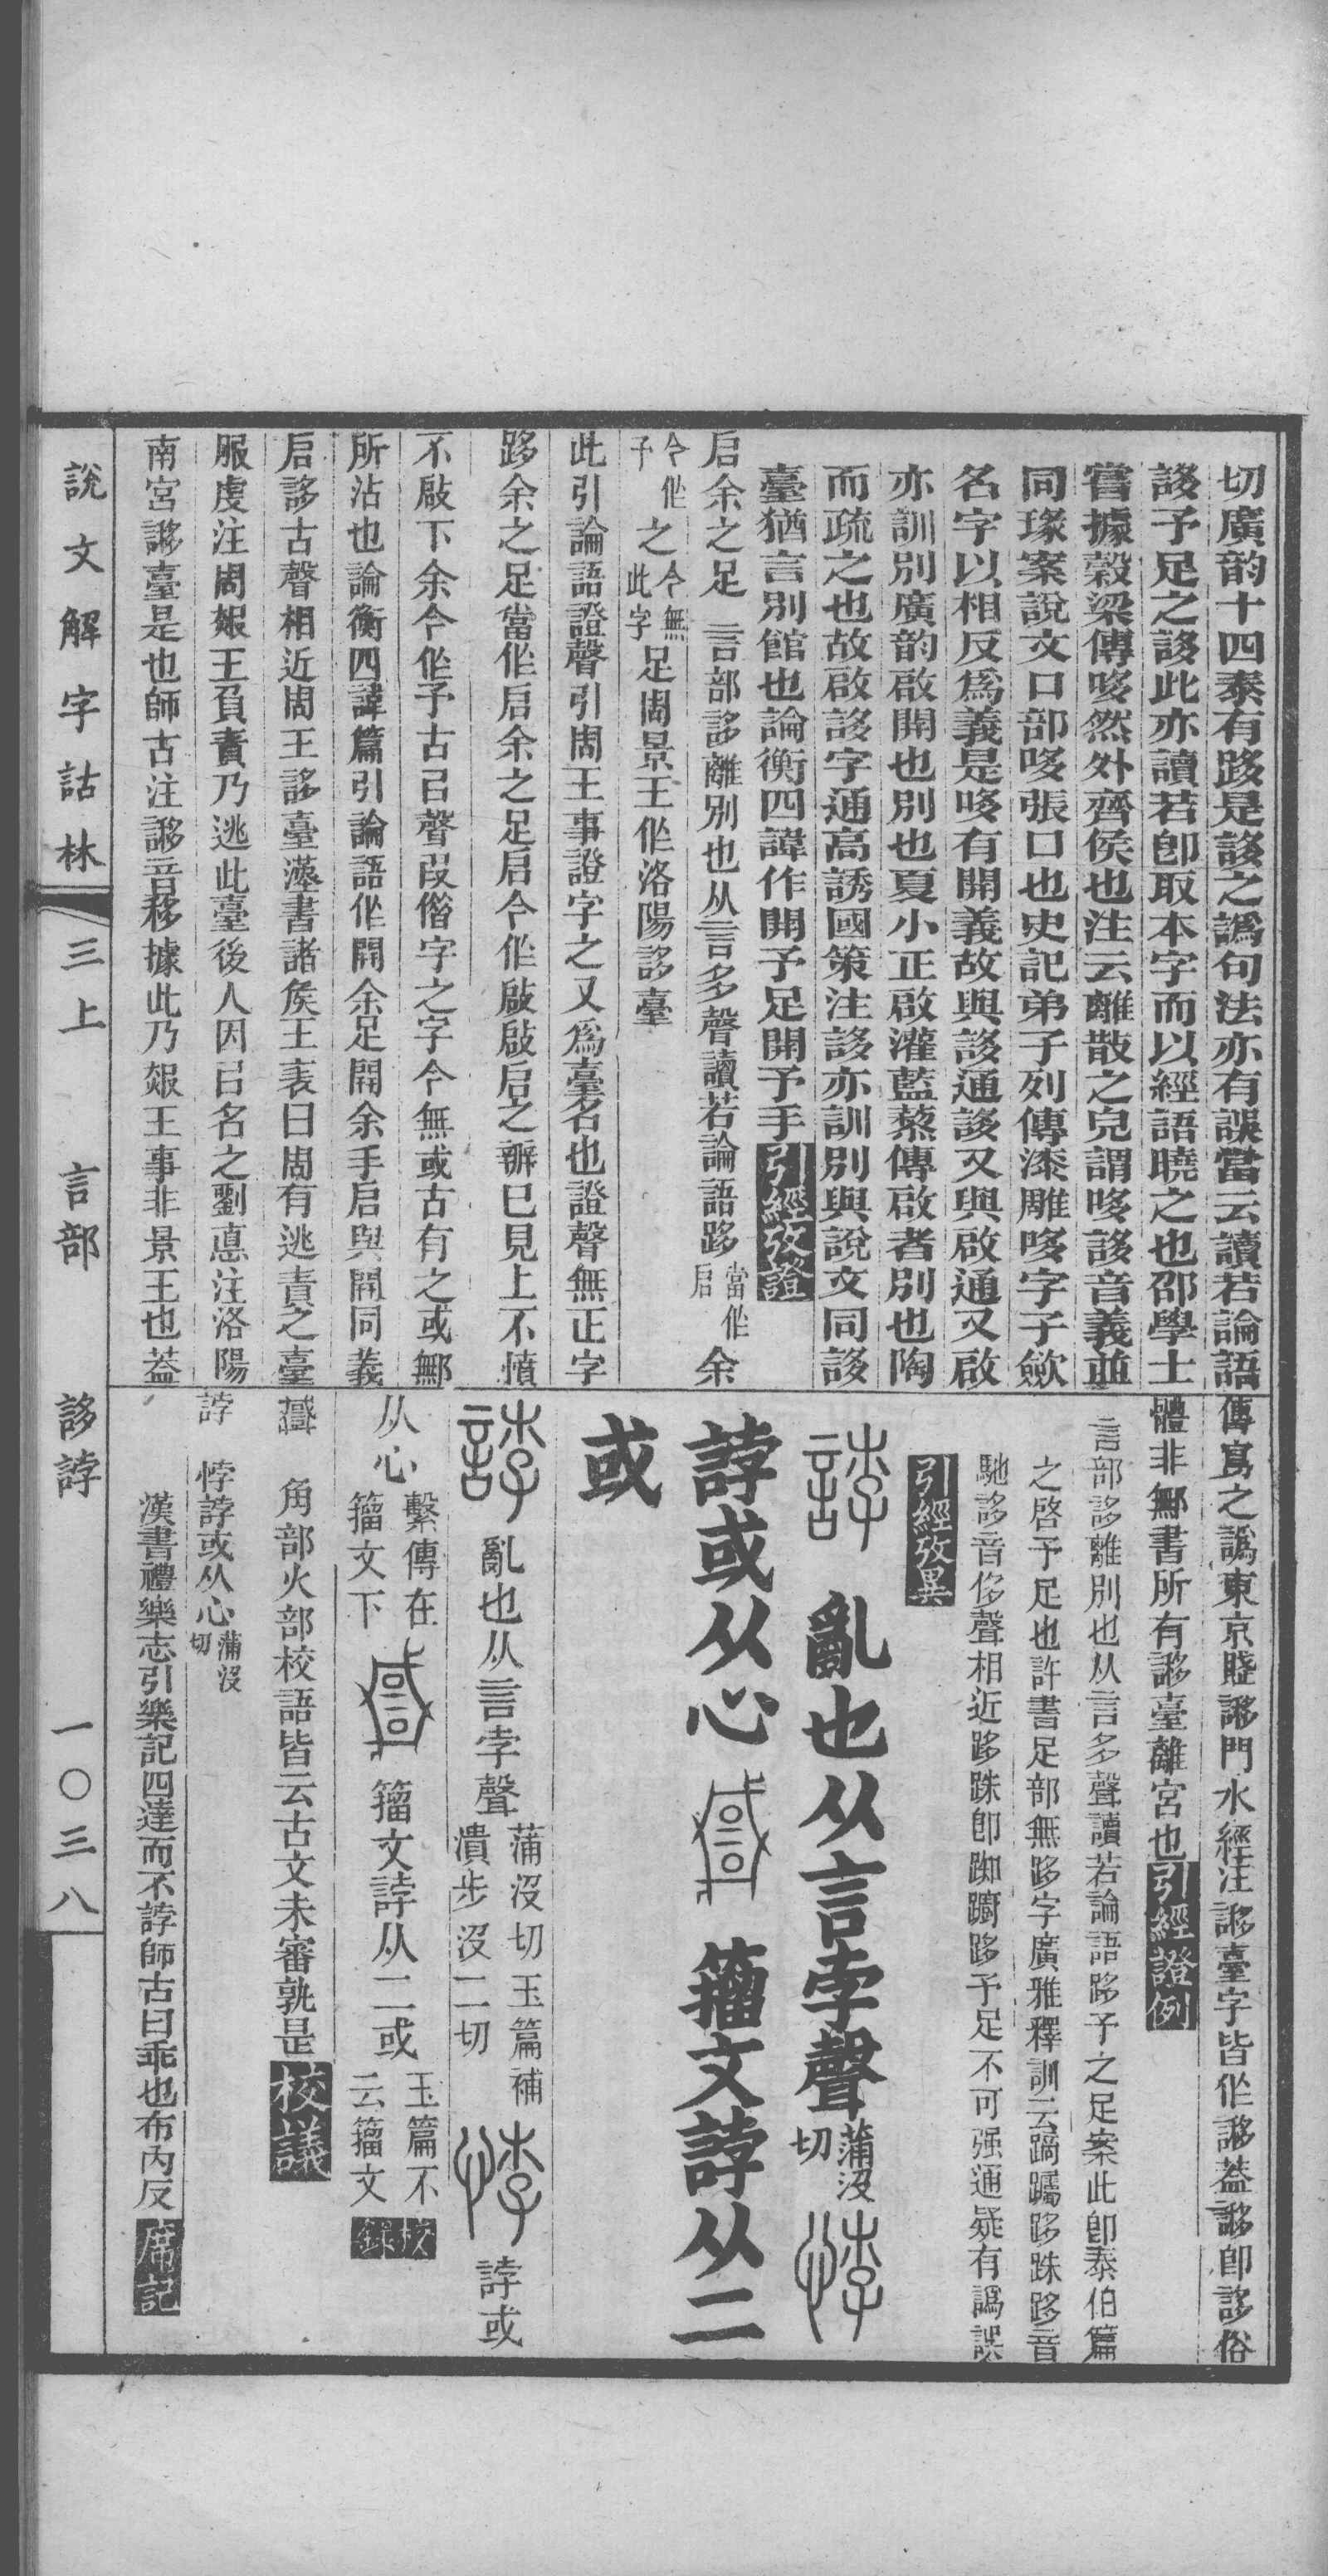 切廣韵十四泰有跢是誃之譌句法亦有誤當云讀若論語
誃予足之誃此亦讀若卽取本字而以經語曉之也邵學士
嘗據穀梁傳哆然外齊侯也注云離散之皃謂哆誃音義並
同瑑案說文口部哆張口也史記弟子列傳漆雕哆字子歛
名字以相反爲義是哆有開義故與誃通誃又與啟通又啟
亦訓別廣韵啟開也別也夏小正啟灌藍蓼傳啟者別也陶
而疏之也故啟誃字通高誘國策注誃亦訓別與說文同誃
臺猶言別館也論衡四諱作開予足開予手引經攷證
启余之足　言部誃離別也从言多聲讀若論語跢當作启余
今作予之今無此字足周景王作洛陽誃臺
此引論語證聲引周王事證字之又爲臺名也證聲無正字
跢余之足當作启余之足启今作啟啟启之辨巳見上不憤
不啟下余今作予古㠯聲叚偕字之字今無或古有之或鄦
所沾也論衡四諱篇引論語作開余足開余手启與開同義
启誃古聲相近周王誃臺漢書諸矦王表曰周有逃責之臺
服虔注周赧王負責乃逃此臺後人因㠯名之劉悳注洛陽
南宮謻臺是也師古注謻音移據此乃赧王事非景王也葢
傳寫之譌東京賤謻門水經注謻臺字皆作謻葢謻卽誃俗
體非鄦書所有謻臺離宮也引經證例
言部誃離別也从言多聲讀若論語跢予之足案此卽泰伯篇
之啓予足也許書足部無跢字廣雅釋訓云蹢躅跢跦跢音
馳誃音侈聲相近跢跦卽踟躕跢予足不可强通疑有譌誤
引經攷異
誖　亂也从言孛聲蒲沒切　悖
誖或从心　籒文誖从二
或
誖　亂也从言孛聲蒲沒切玉篇補潰步沒二切　悖　誖或
从心繫傳在籒文下　籒文誖从二或玉篇不云籒文校錄
角部火部校語皆云古文未審孰是校議
誖　悖誖或从心蒲沒切
漢書禮樂志引樂記四達而不誖師古曰乖也布內反席記
說文解字詁林　三上　言部　誃誖　一〇三八